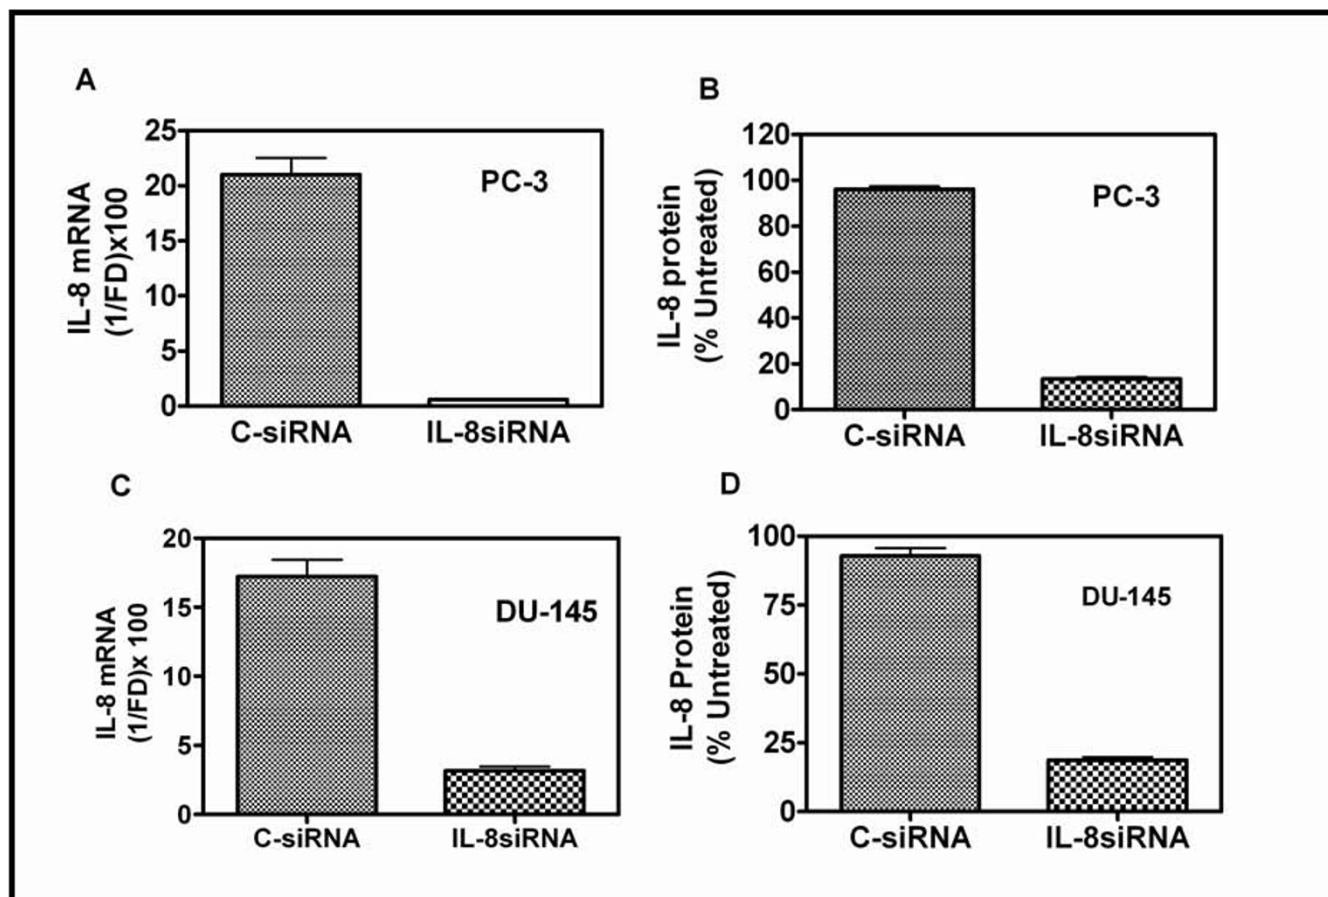 A
IL-8 mRNA
(1/FD)x100
25
20
15
10
5
0
PC-3
C-siRNA
IL-8siRNA
B
IL-8 protein
(% Untreated)
120
100
80
60
40
20
0
PC-3
C-siRNA
IL-8siRNA
C
IL-8 mRNA
(1/FD)x 100
20
15
10
5
0
DU-145
C-siRNA
IL-8siRNA
D
IL-8 Protein
(% Untreated)
100
75
50
25
0
DU-145
C-siRNA
IL-8siRNA